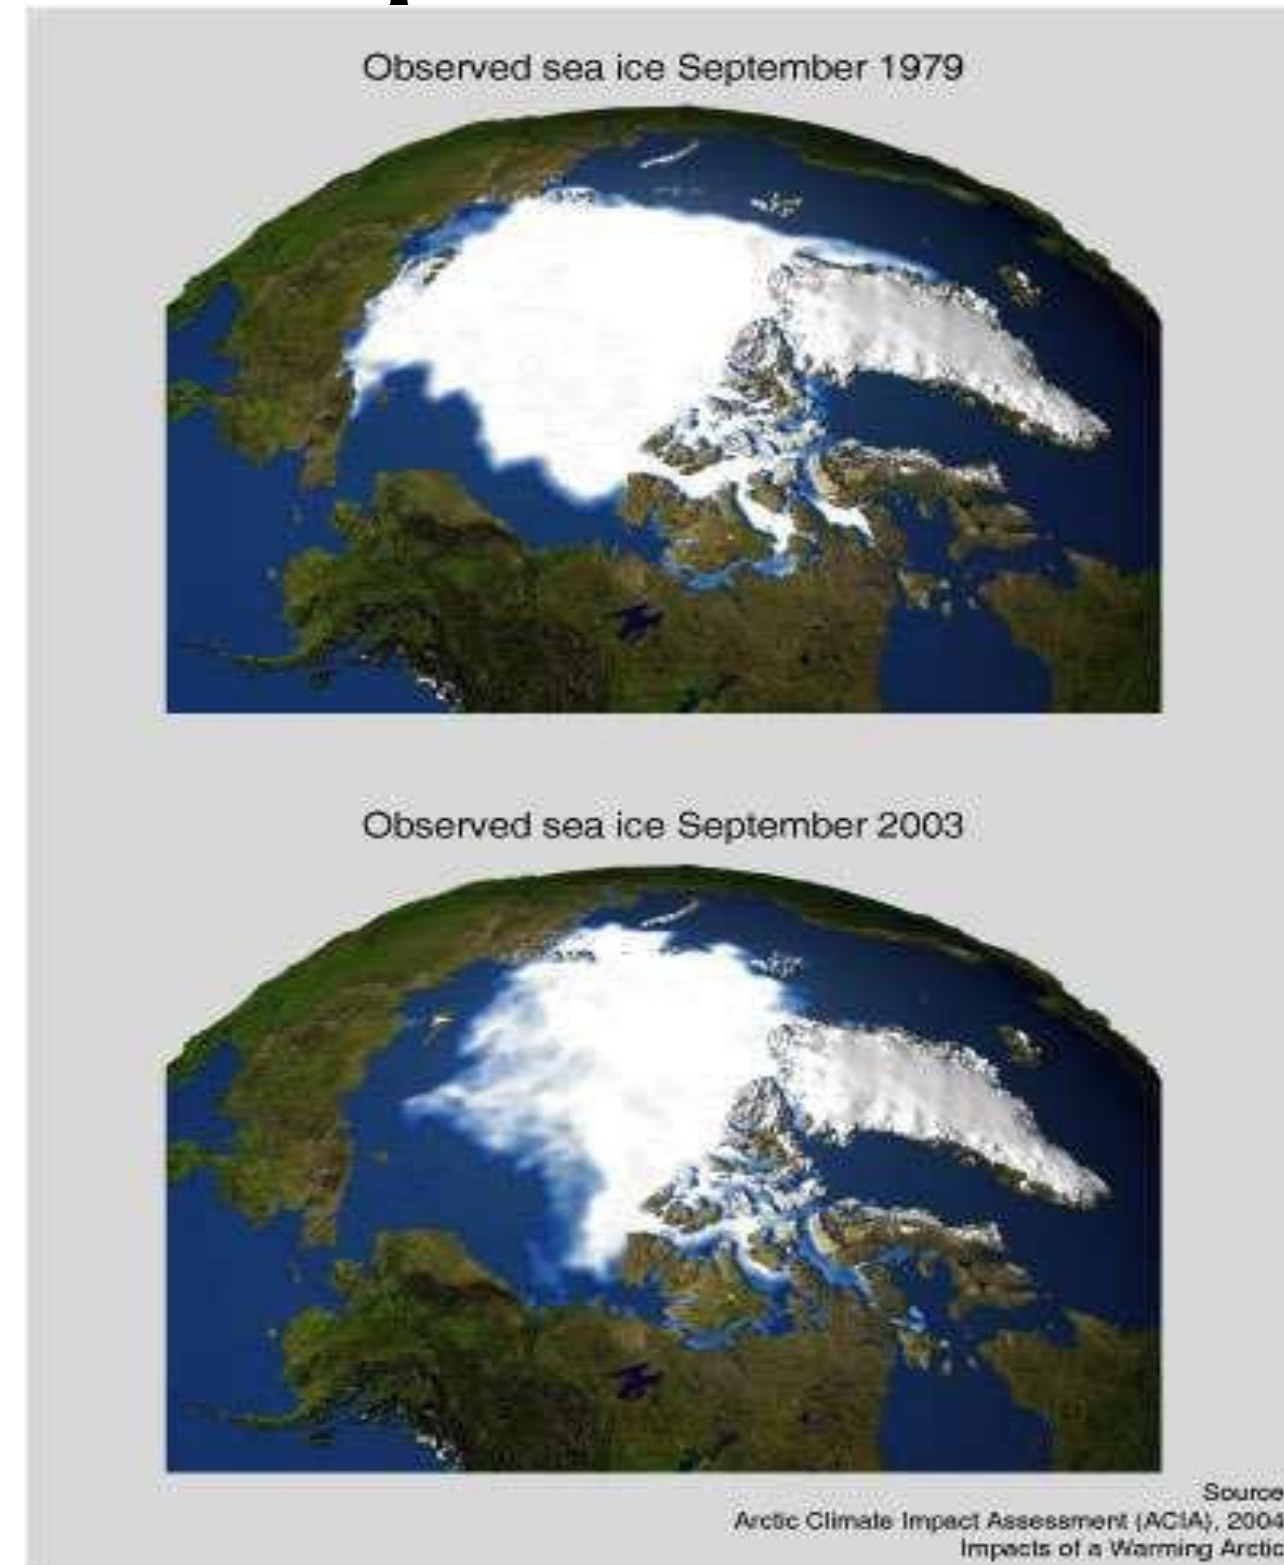 Observed sea ice September 1979
Observed sea ice September 2003
Source
Arctic Climate Impact Assessment (ACIA), 2004
Impacts of a Warming Arctic